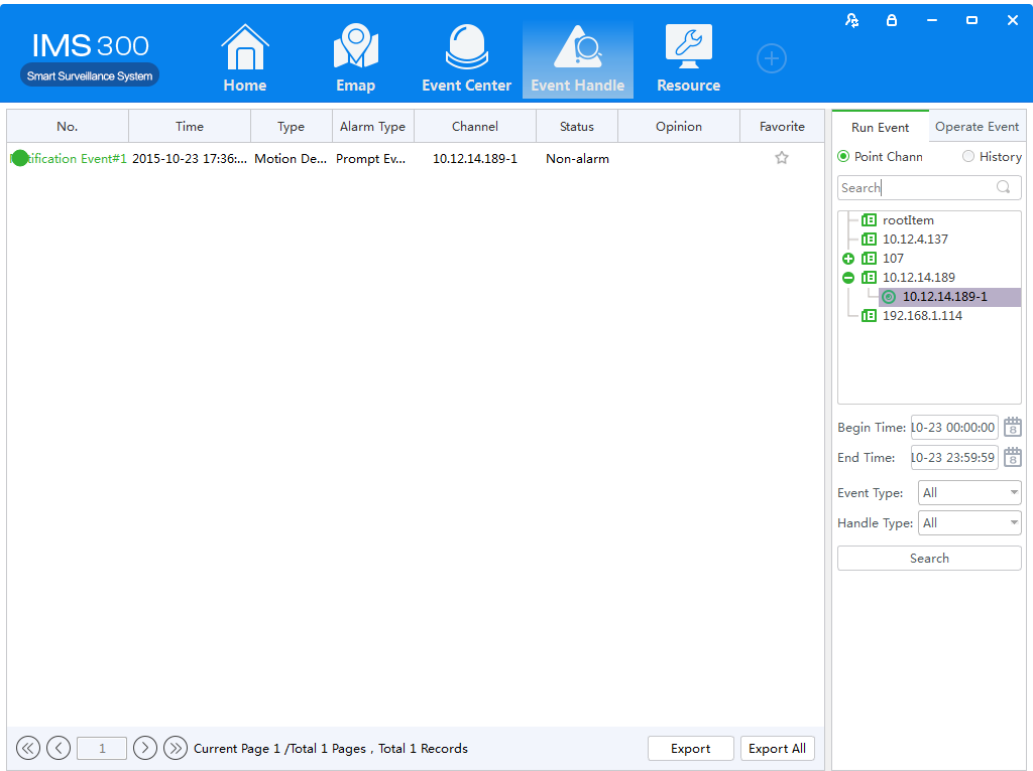 IMS 300
Smart Surveillance System
Home
Emap
Event Center
Event Handle
Resource
No. Time Type Alarm Type Channel Status Opinion Favorite
tification Event#1 2015-10-23 17:36:... Motion De... Prompt Ev... 10.12.14.189-1 Non-alarm
Run Event Operate Event
Point Chann History
Search
rootItem
10.12.4.137
107
10.12.14.189
10.12.14.189-1
192.168.1.114
Begin Time: 10-23 00:00:00
End Time: 10-23 23:59:59
Event Type: All
Handle Type: All
Search
1 Current Page 1 /Total 1 Pages , Total 1 Records Export Export All